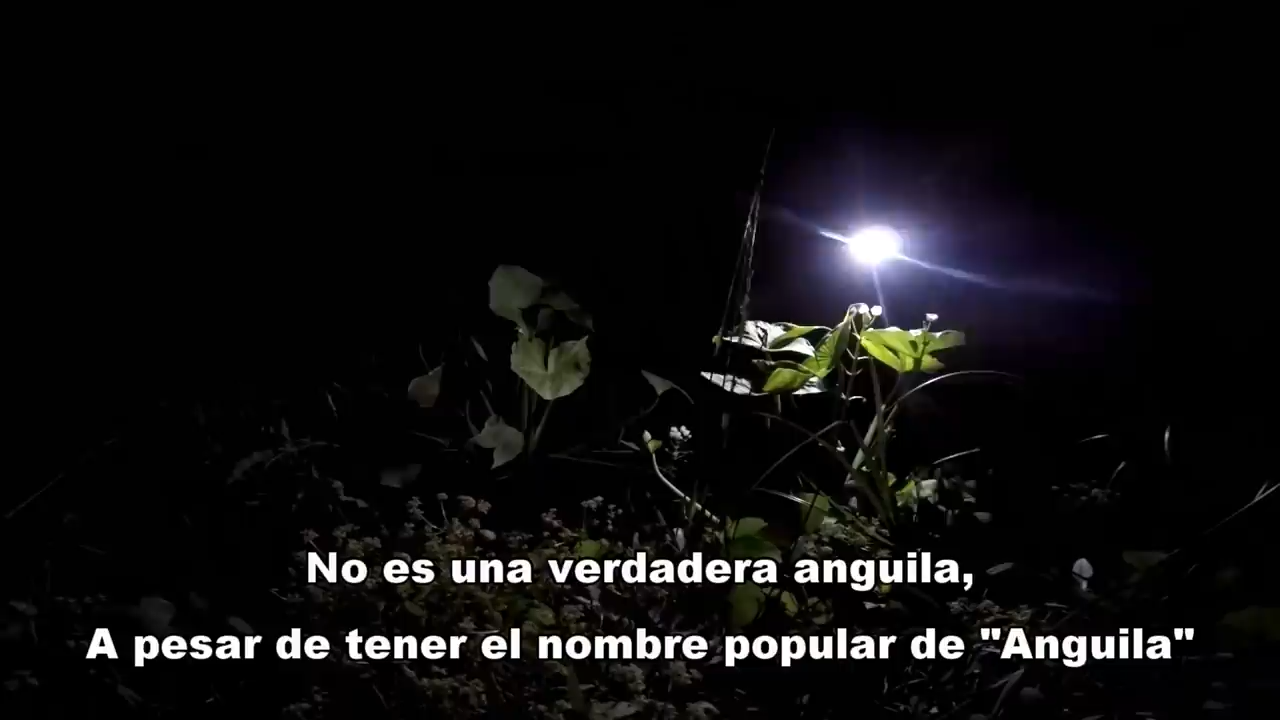 No es una verdadera anguila,
A pesar de tener el nombre popular de "Anguila"